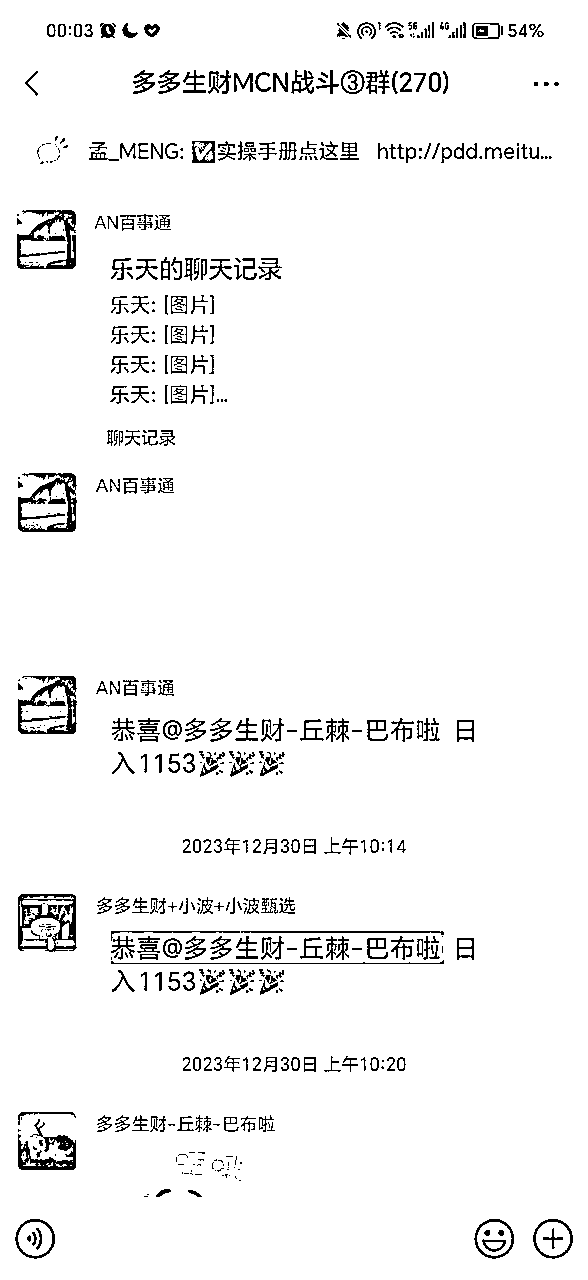 00:03 54%
多多生财MCN战斗③群(270)
孟_MENG: 实操手册点这里 http://pdd.meitu...
AN百事通
乐天的聊天记录
乐天: [图片]
乐天: [图片]
乐天: [图片]
乐天: [图片]...
聊天记录
AN百事通
AN百事通
恭喜@多多生财-丘棘-巴布啦 日
入1153🎉🎉🎉
2023年12月30日 上午10:14
多多生财+小波+小波甄选
恭喜@多多生财-丘棘-巴布啦 日
入1153🎉🎉🎉
2023年12月30日 上午10:20
多多生财-丘棘-巴布啦